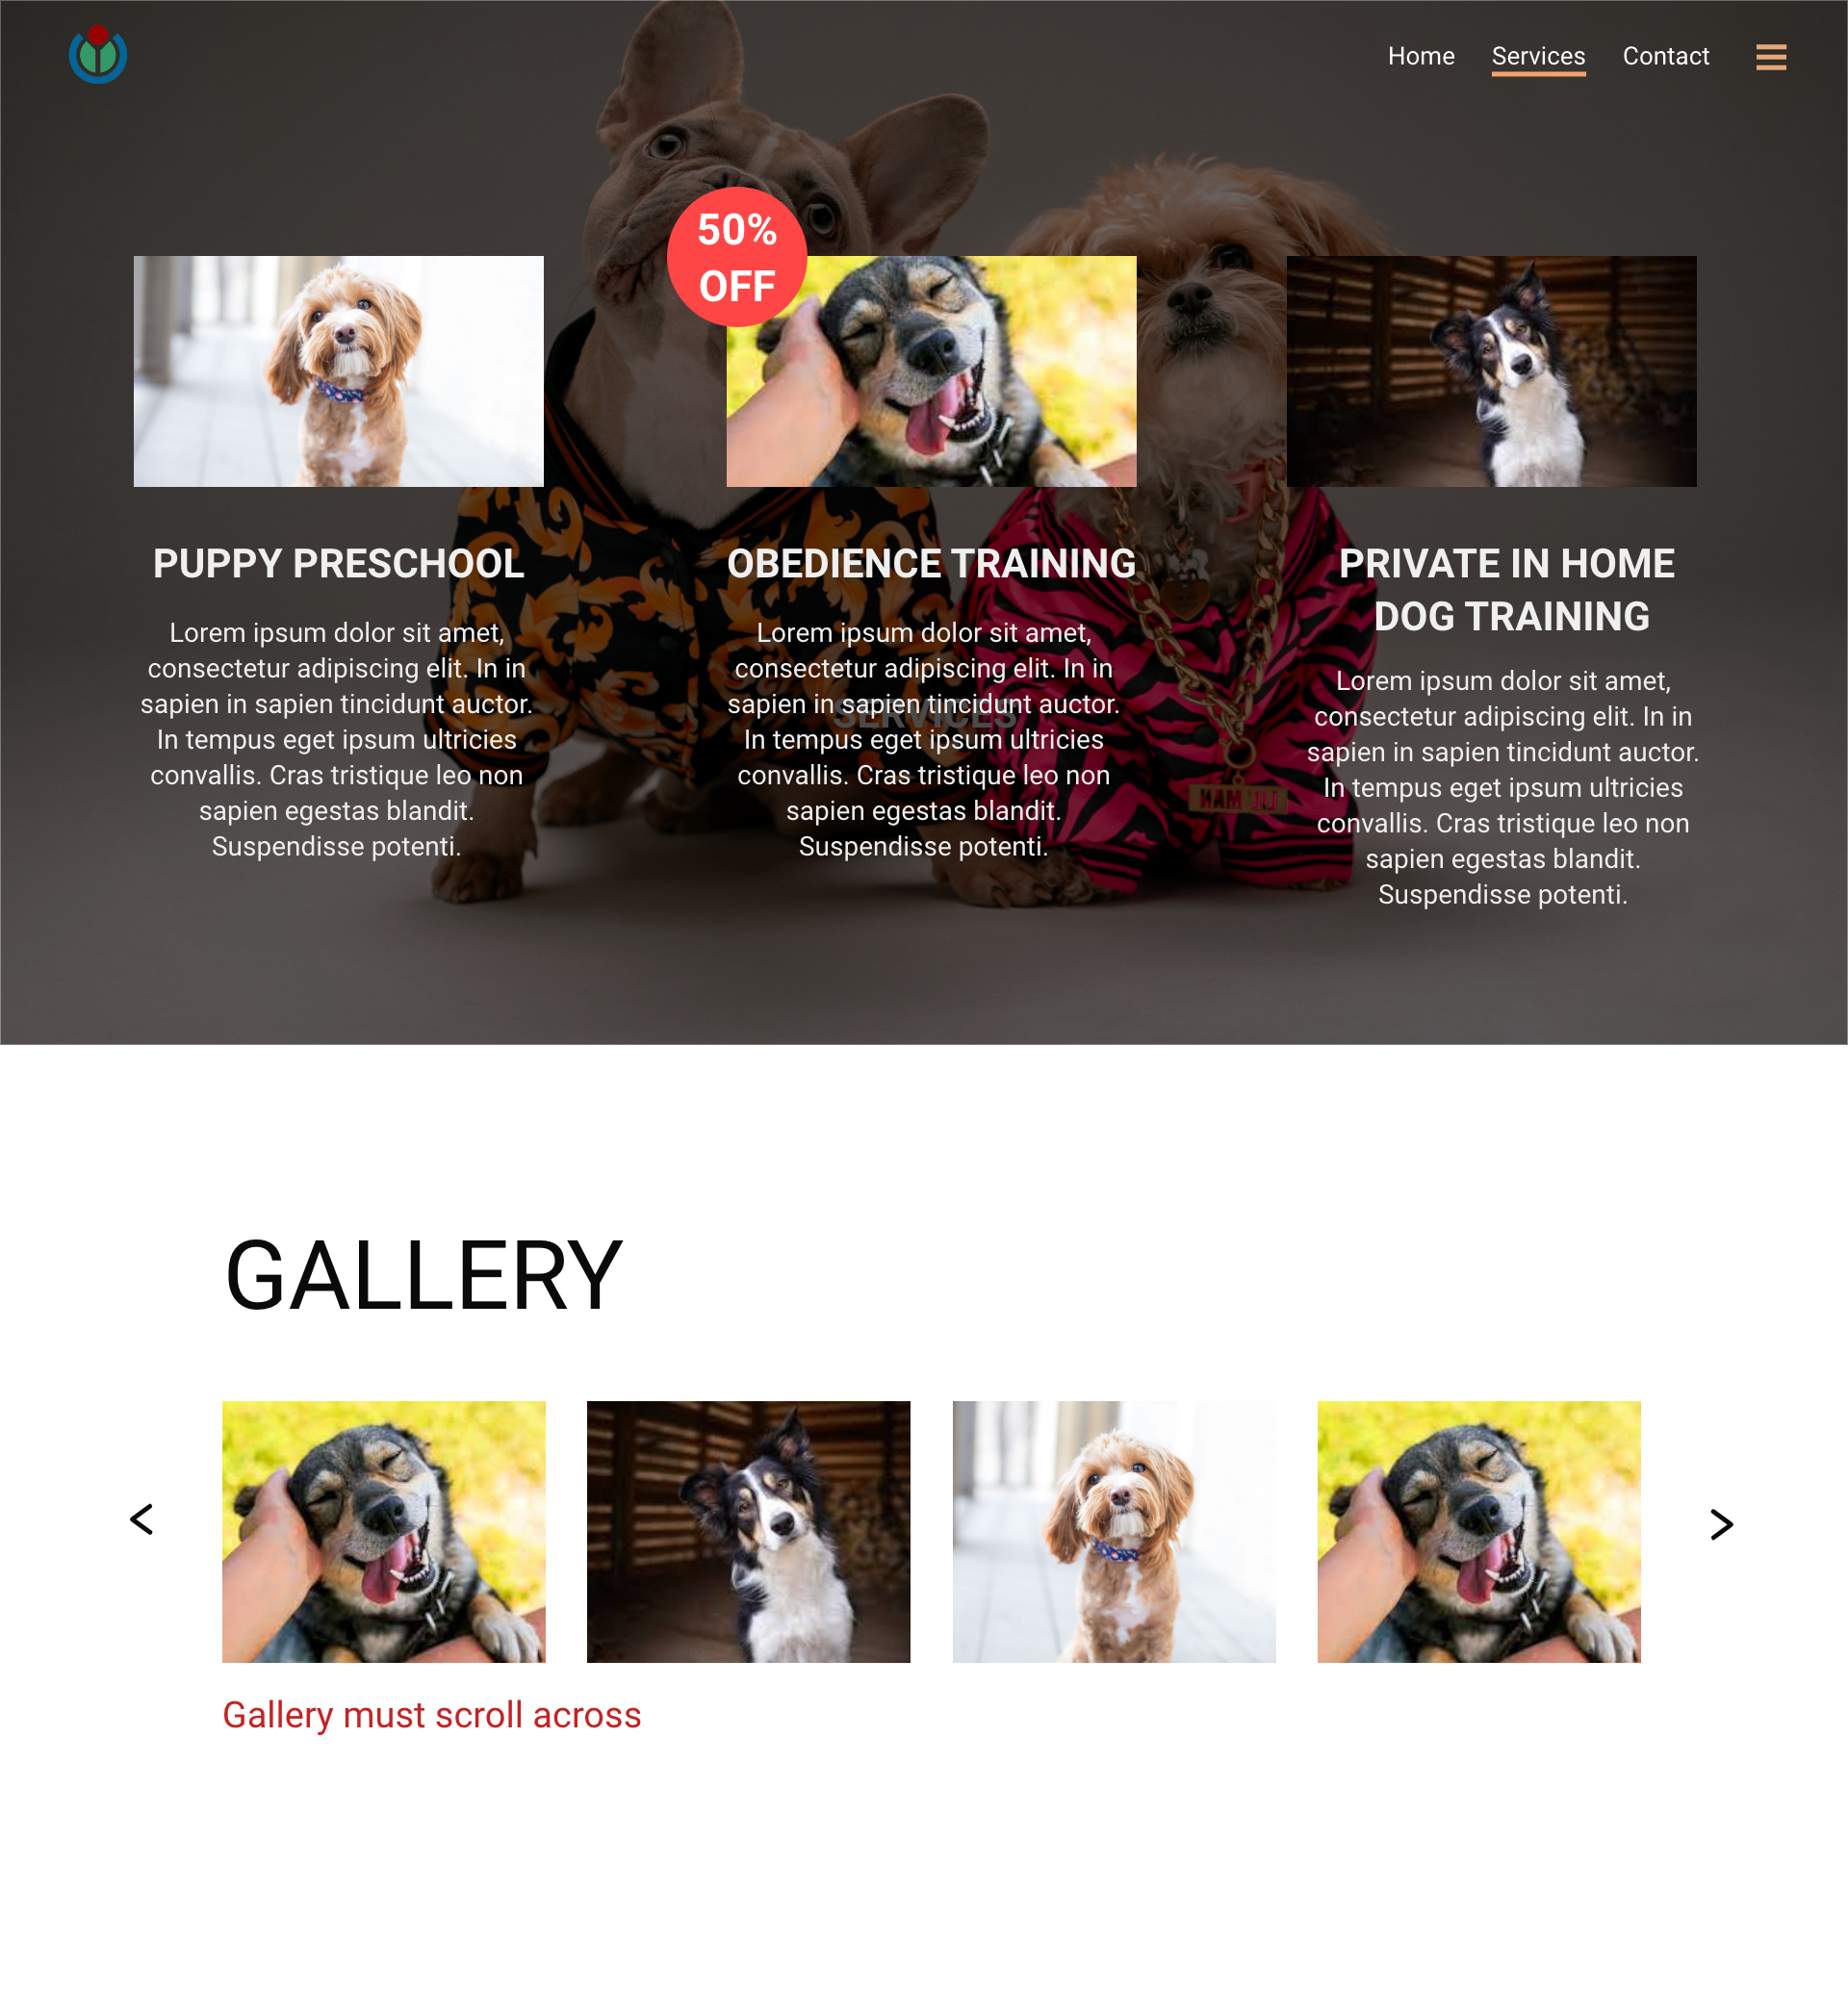 Home Services Contact
50%
OFF
PUPPY PRESCHOOL
Lorem ipsum dolor sit amet,
consectetur adipiscing elit. In in
sapien in sapien tincidunt auctor.
In tempus eget ipsum ultricies
convallis. Cras tristique leo non
sapien egestas blandit.
Suspendisse potenti.
OBEDIENCE TRAINING
Lorem ipsum dolor sit amet,
consectetur adipiscing elit. In in
sapien in sapien tincidunt auctor.
SERVICES
In tempus eget ipsum ultricies
convallis. Cras tristique leo non
sapien egestas blandit.
Suspendisse potenti.
PRIVATE IN HOME
DOG TRAINING
Lorem ipsum dolor sit amet,
consectetur adipiscing elit. In in
sapien in sapien tincidunt auctor.
In tempus eget ipsum ultricies
convallis. Cras tristique leo non
sapien egestas blandit.
Suspendisse potenti.
GALLERY
<
>
Gallery must scroll across